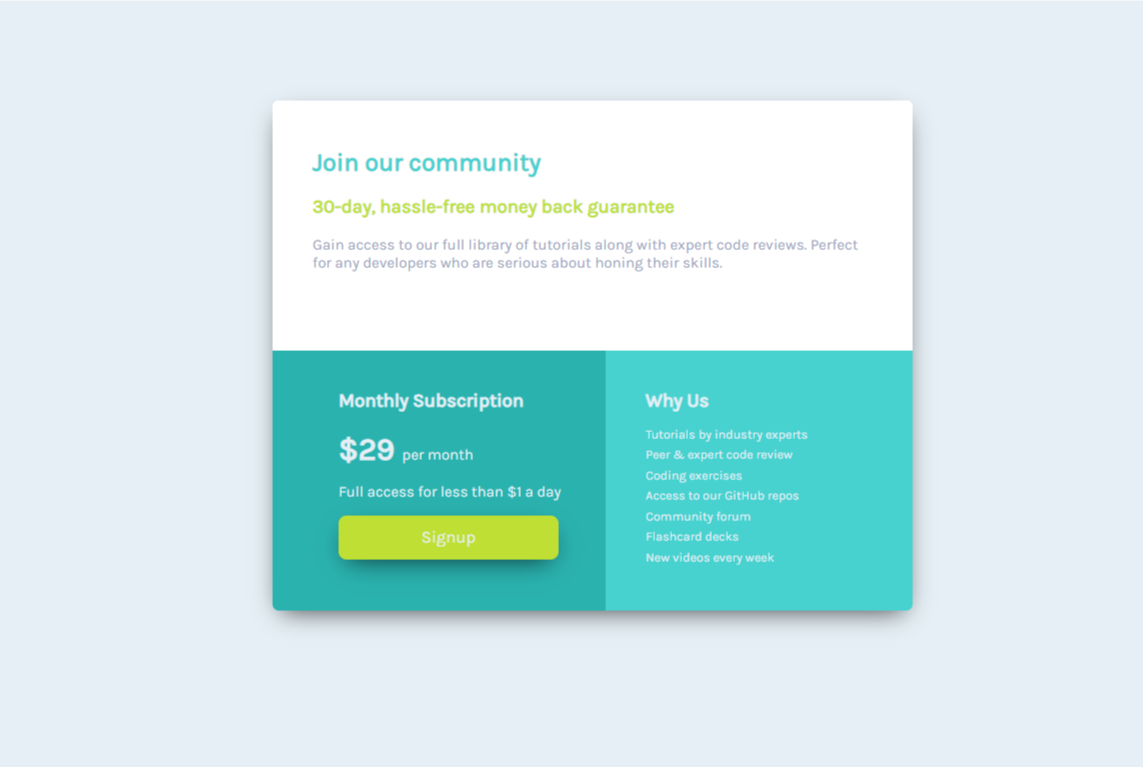 Join our community
30-day, hassle-free money back guarantee
Gain access to our full library of tutorials along with expert code reviews. Perfect
for any developers who are serious about honing their skills.
Monthly Subscription
$29 per month
Full access for less than $1 a day
Signup
Why Us
Tutorials by industry experts
Peer & expert code review
Coding exercises
Access to our GitHub repos
Community forum
Flashcard decks
New videos every week